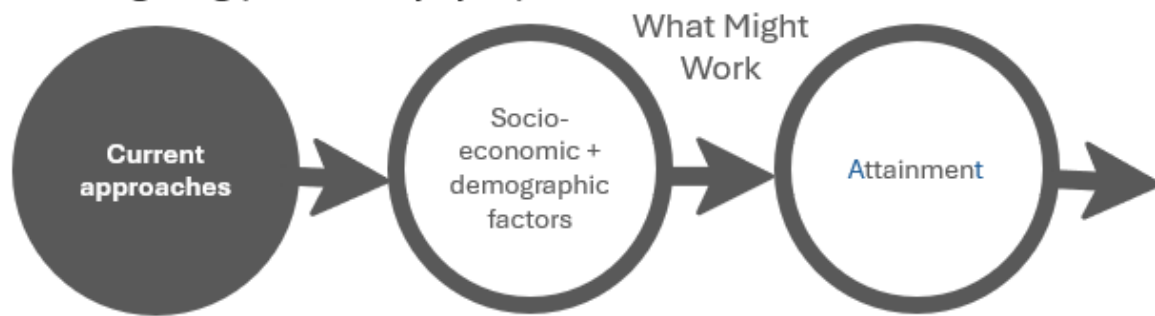 What Might
Work
Current
approaches
Socio-
economic +
demographic
factors
Attainment